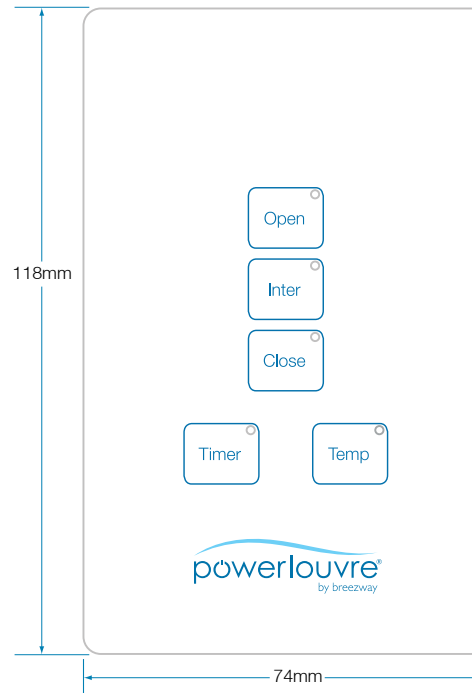 Open
118mm
Inter
Close
Timer
Temp
powerlouvre®
by breezway
74mm